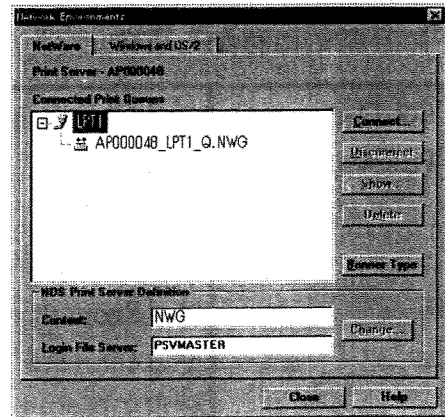 Network Environments
NetWare
Windows and OS/2
Print Server - AP000048
Connected Print Queues
LPT1
AP000048_LPT1_Q.NWG
Connect...
Disconnect
Show...
Delete
Banner Type
NDS Print Server Definition
Context:
NWG
Login File Server:
PSVMASTER
Change...
Close
Help